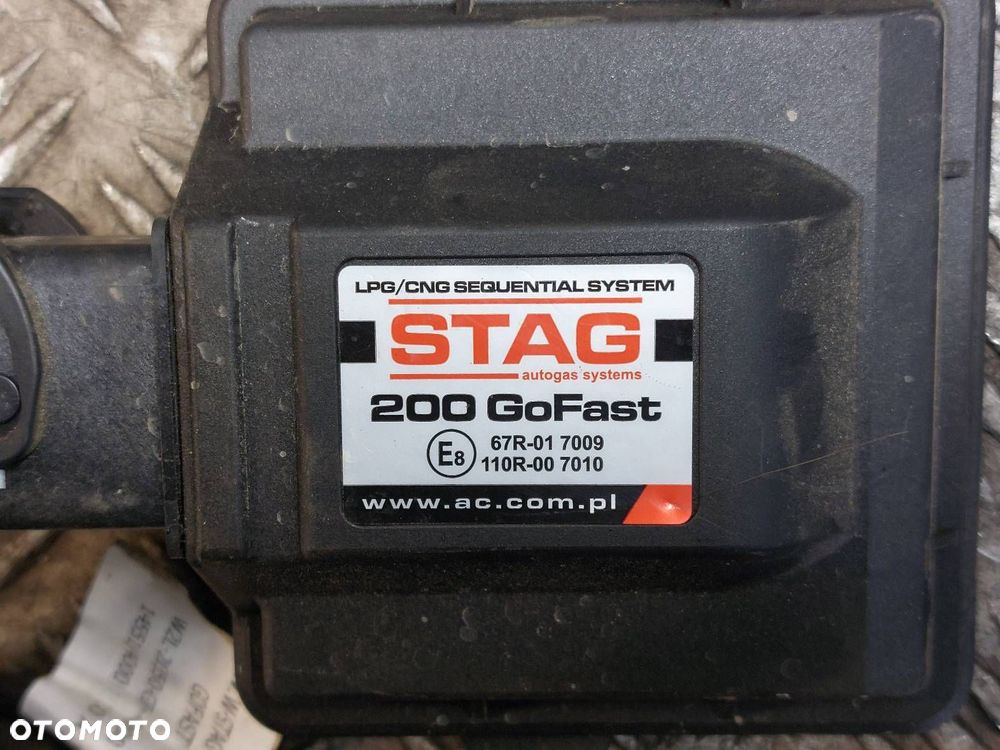 LPG/CNG SEQUENTIAL SYSTEM
STAG
autogas systems
200 GoFast
E8 67R-01 7009
110R-00 7010
www.ac.com.pl
OTOMOTO